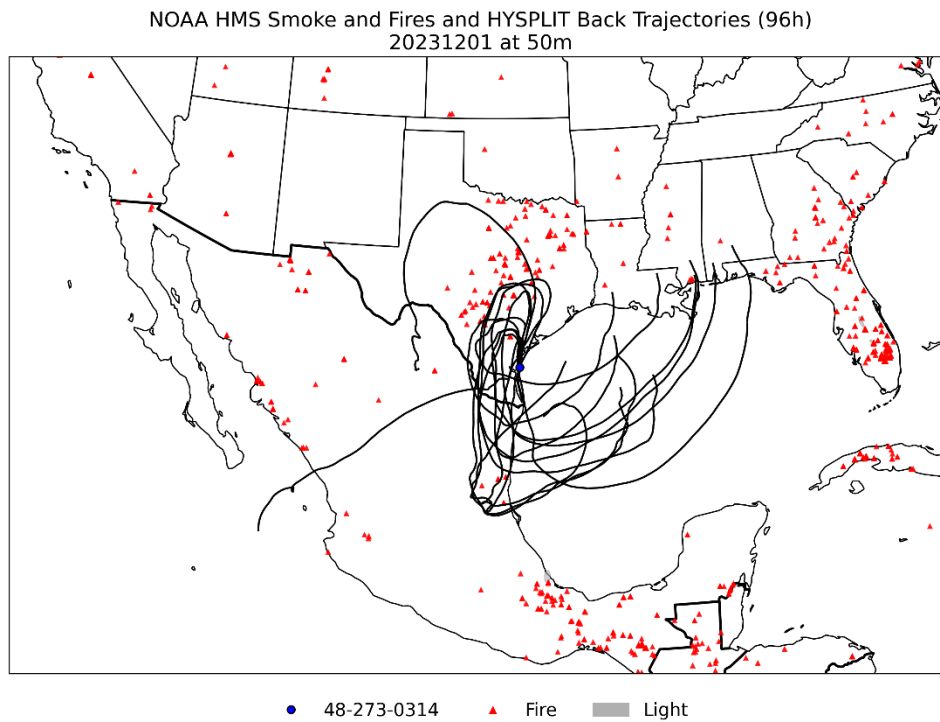 NOAA HMS Smoke and Fires and HYSPLIT Back Trajectories (96h)
20231201 at 50m
48-273-0314 Fire Light